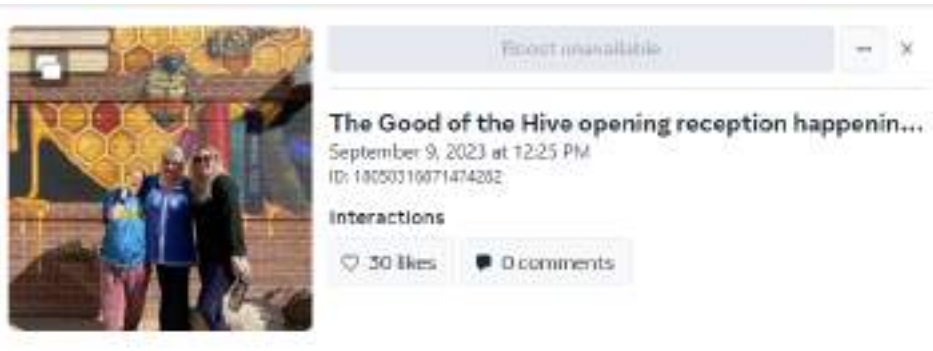 Boost unavailable
The Good of the Hive opening reception happenin...
September 9, 2023 at 12:25 PM
ID: 18050316871474282
Interactions
30 likes
0 comments